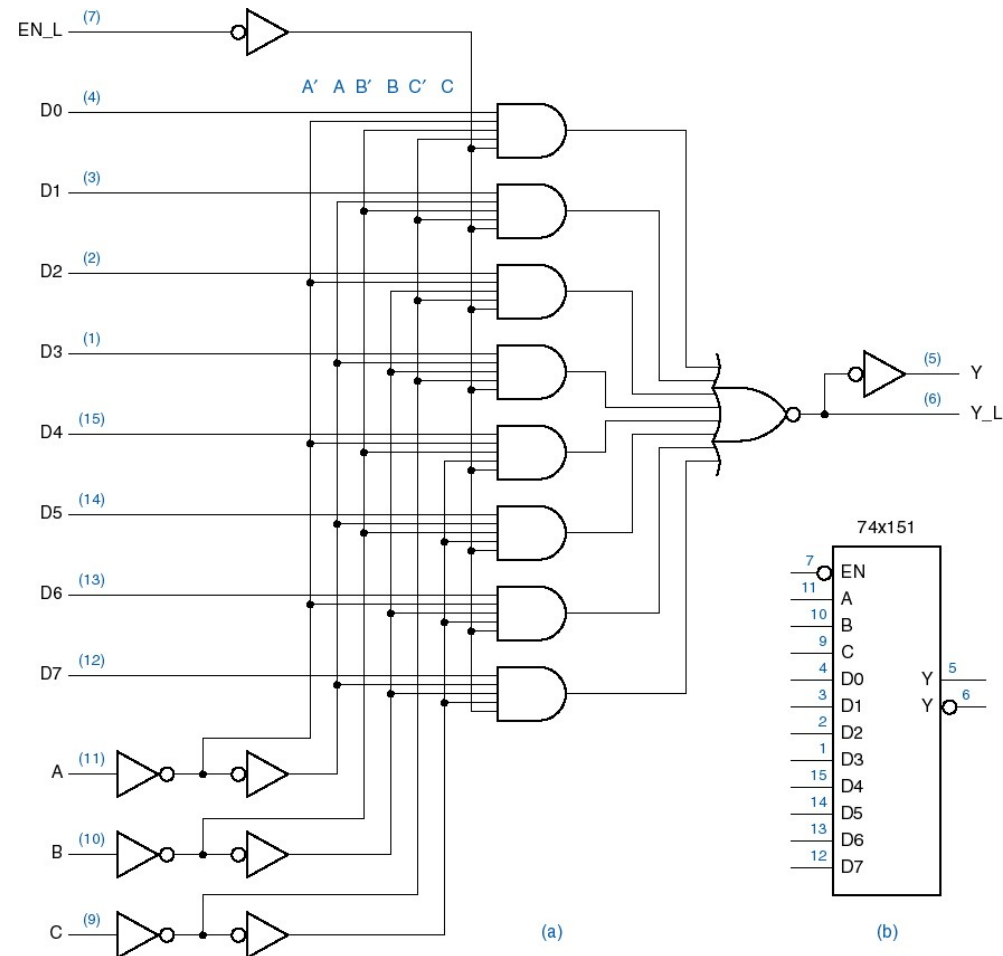 EN_L (7)
A′ A B′ B C′ C
D0 (4)
D1 (3)
D2 (2)
D3 (1)
(5) Y
(6) Y_L
D4 (15)
D5 (14)
D6 (13)
D7 (12)
A (11)
B (10)
C (9)
(a)
74x151
7 EN
11 A
10 B
9 C
4 D0 Y 5
3 D1 Y 6
2 D2
1 D3
15 D4
14 D5
13 D6
12 D7
(b)